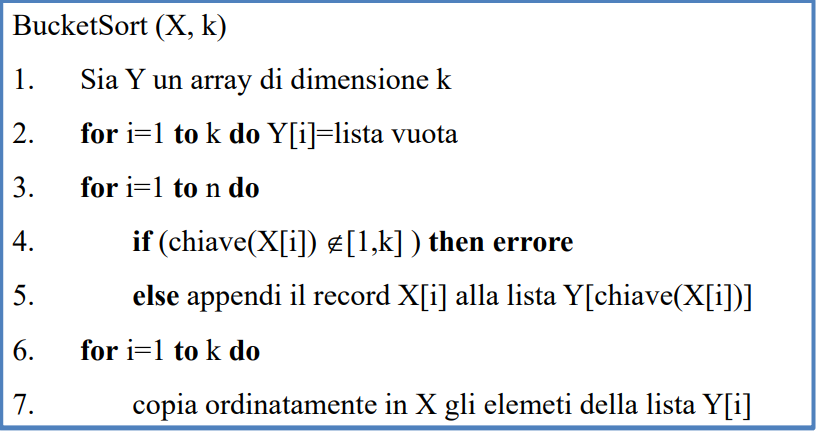 BucketSort (X, k)
1. Sia Y un array di dimensione k
2. for i=1 to k do Y[i]=lista vuota
3. for i=1 to n do
4. if (chiave(X[i]) ∉[1,k] ) then errore
5. else appendi il record X[i] alla lista Y[chiave(X[i])]
6. for i=1 to k do
7. copia ordinatamente in X gli elemeti della lista Y[i]